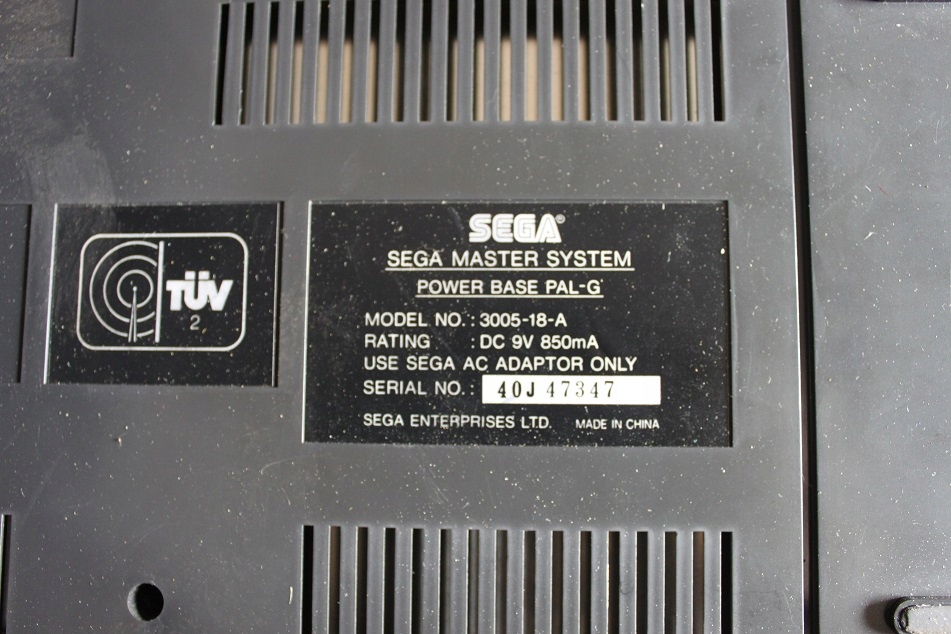 TÜV
2
SEGA®
SEGA MASTER SYSTEM
POWER BASE PAL-G
MODEL NO. : 3005-18-A
RATING : DC 9V 850mA
USE SEGA AC ADAPTOR ONLY
SERIAL NO. : 40J 47347
SEGA ENTERPRISES LTD. MADE IN CHINA